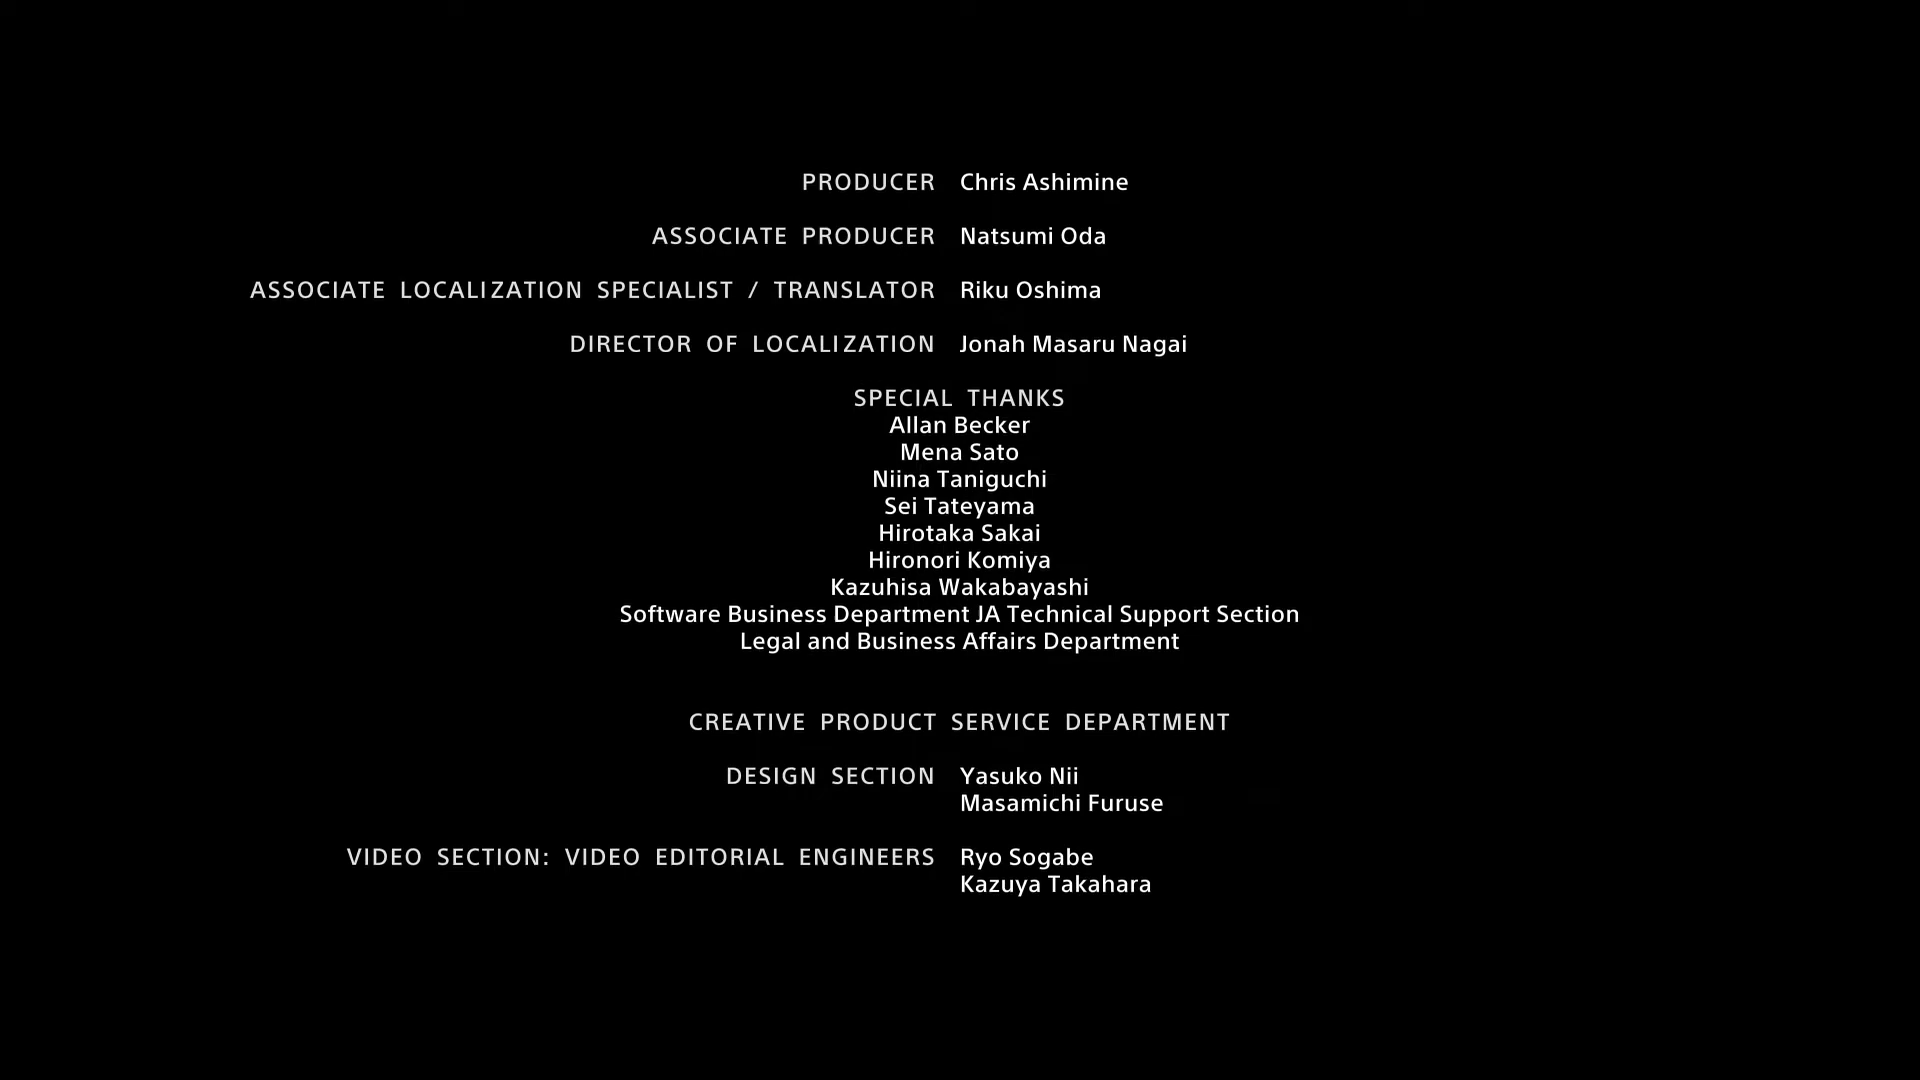 PRODUCER Chris Ashimine
ASSOCIATE PRODUCER Natsumi Oda
ASSOCIATE LOCALIZATION SPECIALIST / TRANSLATOR Riku Oshima
DIRECTOR OF LOCALIZATION Jonah Masaru Nagai
SPECIAL THANKS
Allan Becker
Mena Sato
Niina Taniguchi
Sei Tateyama
Hirotaka Sakai
Hironori Komiya
Kazuhisa Wakabayashi
Software Business Department JA Technical Support Section
Legal and Business Affairs Department
CREATIVE PRODUCT SERVICE DEPARTMENT
DESIGN SECTION Yasuko Nii
Masamichi Furuse
VIDEO SECTION: VIDEO EDITORIAL ENGINEERS Ryo Sogabe
Kazuya Takahara